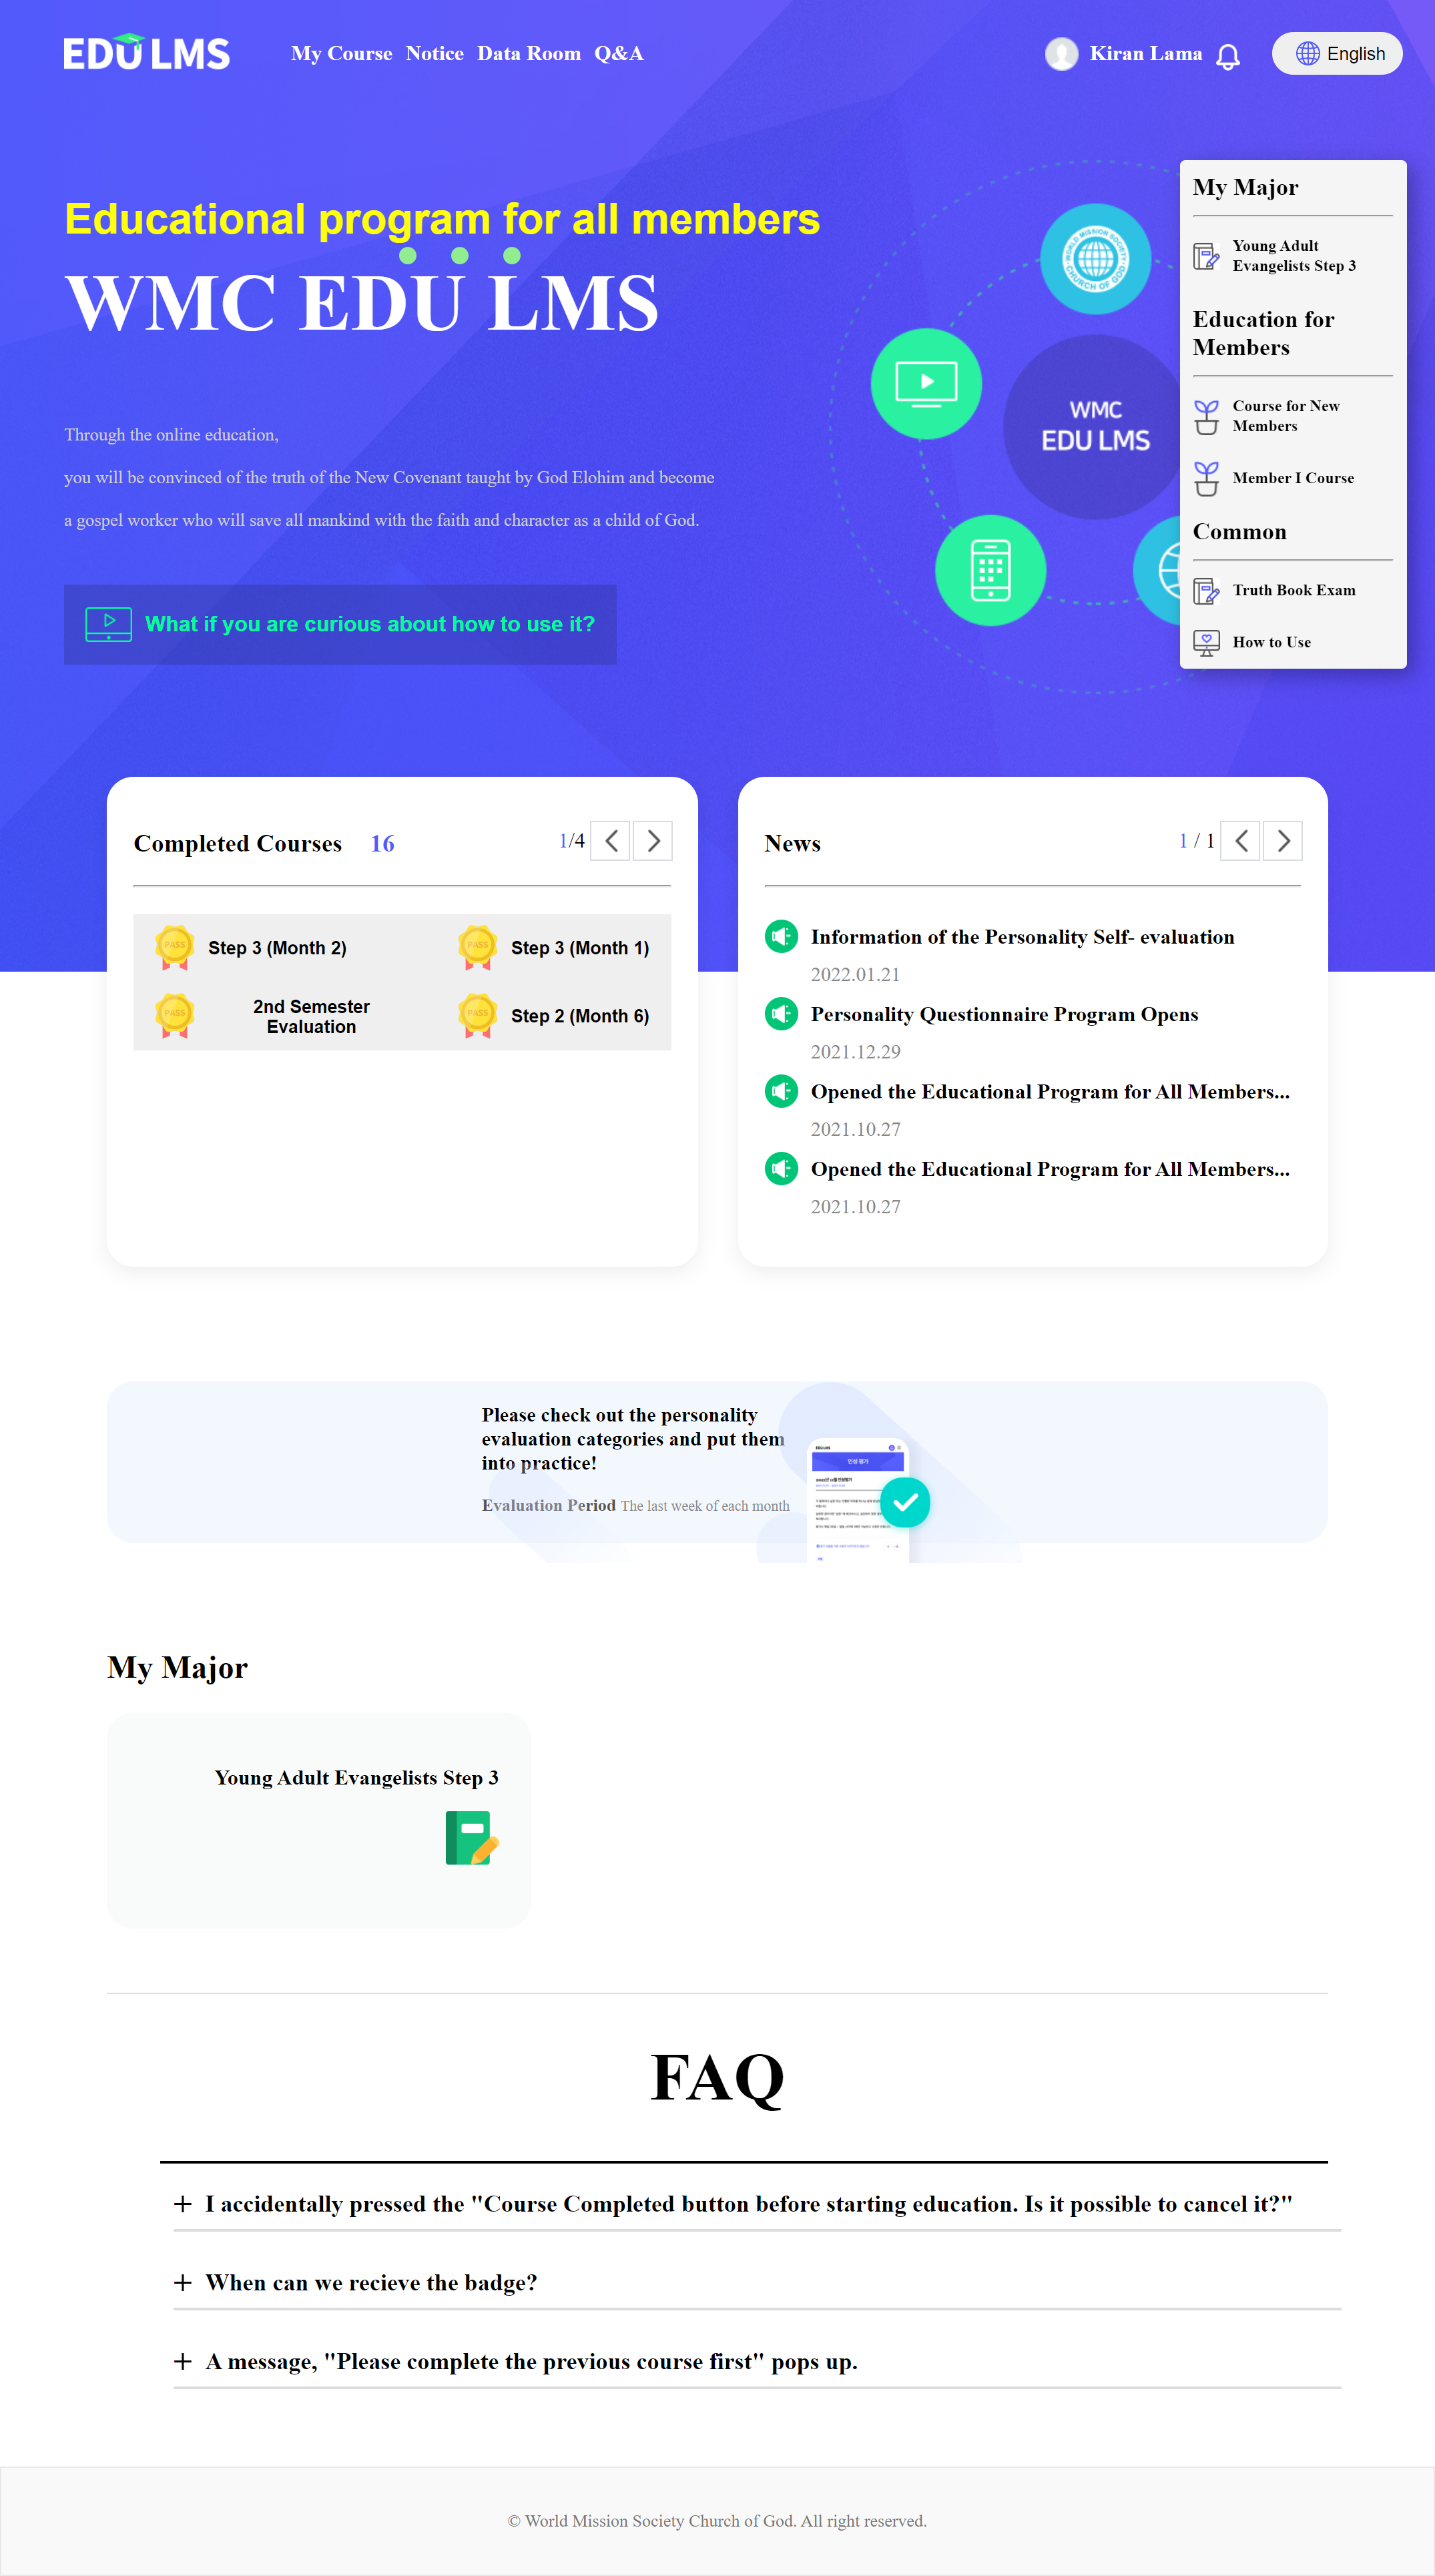 EDU LMS
My Course Notice Data Room Q&A
Kiran Lama
English
Educational program for all members
WMC EDU LMS
Through the online education,
you will be convinced of the truth of the New Covenant taught by God Elohim and become
a gospel worker who will save all mankind with the faith and character as a child of God.
What if you are curious about how to use it?
WORLD MISSION SOCIETY
CHURCH OF GOD
WMC
EDU LMS
My Major
Young Adult
Evangelists Step 3
Education for
Members
Course for New
Members
Member I Course
Common
Truth Book Exam
How to Use
Completed Courses 16
1/4
PASS
Step 3 (Month 2)
PASS
Step 3 (Month 1)
PASS
2nd Semester
Evaluation
PASS
Step 2 (Month 6)
News
1 / 1
Information of the Personality Self- evaluation
2022.01.21
Personality Questionnaire Program Opens
2021.12.29
Opened the Educational Program for All Members...
2021.10.27
Opened the Educational Program for All Members...
2021.10.27
Please check out the personality
evaluation categories and put them
into practice!
Evaluation Period The last week of each month
EDU LMS
인성 평가
My Major
Young Adult Evangelists Step 3
FAQ
I accidentally pressed the "Course Completed button before starting education. Is it possible to cancel it?"
When can we recieve the badge?
A message, "Please complete the previous course first" pops up.
© World Mission Society Church of God. All right reserved.